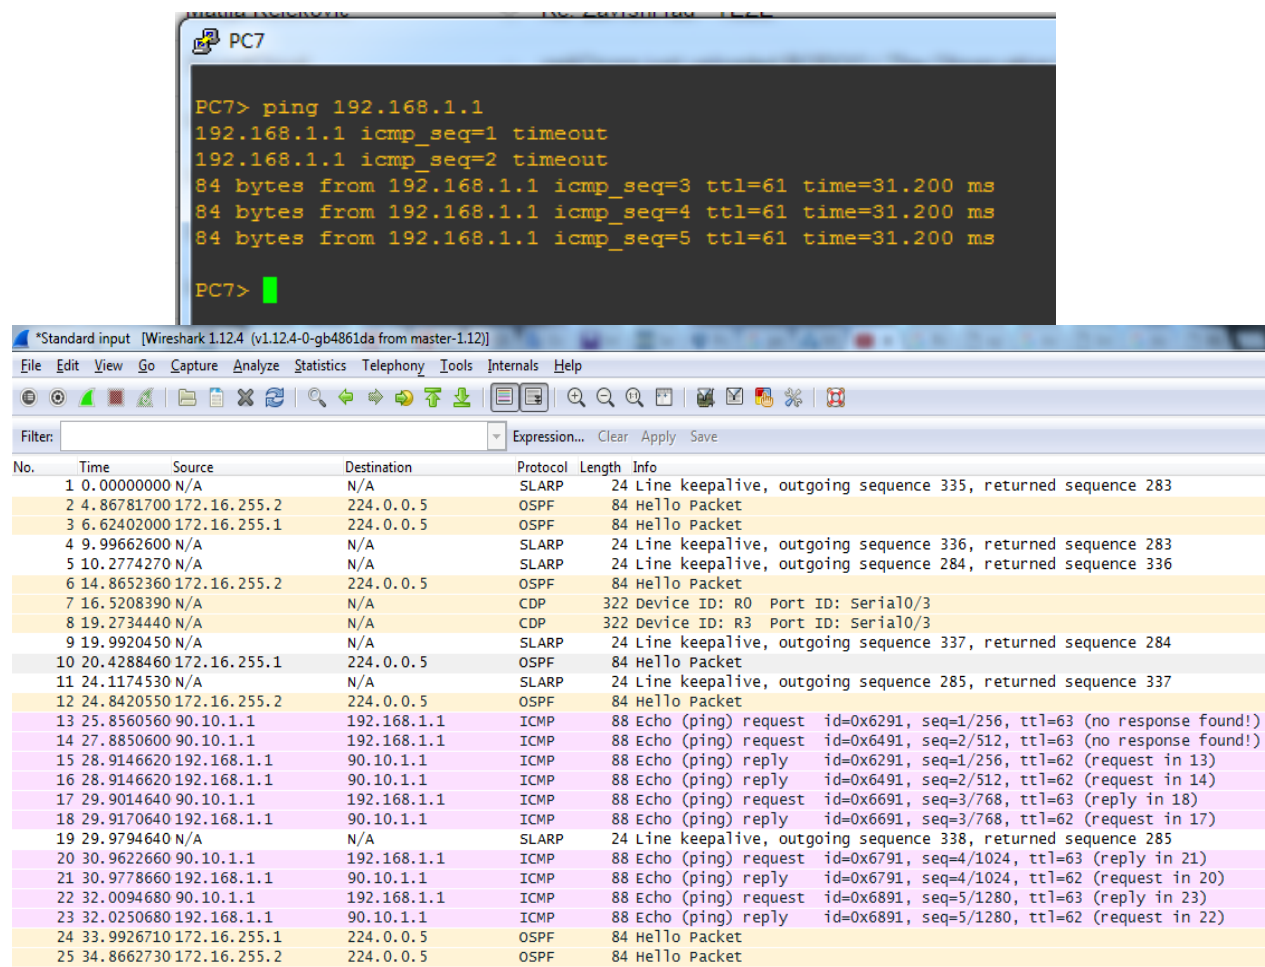 PC7
PC7> ping 192.168.1.1
192.168.1.1 icmp_seq=1 timeout
192.168.1.1 icmp_seq=2 timeout
84 bytes from 192.168.1.1 icmp_seq=3 ttl=61 time=31.200 ms
84 bytes from 192.168.1.1 icmp_seq=4 ttl=61 time=31.200 ms
84 bytes from 192.168.1.1 icmp_seq=5 ttl=61 time=31.200 ms
PC7>
*Standard input [Wireshark 1.12.4 (v1.12.4-0-gb4861da from master-1.12)]
File Edit View Go Capture Analyze Statistics Telephony Tools Internals Help
Filter: Expression... Clear Apply Save
No. Time Source Destination Protocol Length Info
1 0.00000000 N/A N/A SLARP 24 Line keepalive, outgoing sequence 335, returned sequence 283
2 4.86781700 172.16.255.2 224.0.0.5 OSPF 84 Hello Packet
3 6.62402000 172.16.255.1 224.0.0.5 OSPF 84 Hello Packet
4 9.99662600 N/A N/A SLARP 24 Line keepalive, outgoing sequence 336, returned sequence 283
5 10.2774270 N/A N/A SLARP 24 Line keepalive, outgoing sequence 284, returned sequence 336
6 14.8652360 172.16.255.2 224.0.0.5 OSPF 84 Hello Packet
7 16.5208390 N/A N/A CDP 322 Device ID: R0 Port ID: Serial0/3
8 19.2734440 N/A N/A CDP 322 Device ID: R3 Port ID: Serial0/3
9 19.9920450 N/A N/A SLARP 24 Line keepalive, outgoing sequence 337, returned sequence 284
10 20.4288460 172.16.255.1 224.0.0.5 OSPF 84 Hello Packet
11 24.1174530 N/A N/A SLARP 24 Line keepalive, outgoing sequence 285, returned sequence 337
12 24.8420550 172.16.255.2 224.0.0.5 OSPF 84 Hello Packet
13 25.8560560 90.10.1.1 192.168.1.1 ICMP 88 Echo (ping) request id=0x6291, seq=1/256, ttl=63 (no response found!)
14 27.8850600 90.10.1.1 192.168.1.1 ICMP 88 Echo (ping) request id=0x6491, seq=2/512, ttl=63 (no response found!)
15 28.9146620 192.168.1.1 90.10.1.1 ICMP 88 Echo (ping) reply id=0x6291, seq=1/256, ttl=62 (request in 13)
16 28.9146620 192.168.1.1 90.10.1.1 ICMP 88 Echo (ping) reply id=0x6491, seq=2/512, ttl=62 (request in 14)
17 29.9014640 90.10.1.1 192.168.1.1 ICMP 88 Echo (ping) request id=0x6691, seq=3/768, ttl=63 (reply in 18)
18 29.9170640 192.168.1.1 90.10.1.1 ICMP 88 Echo (ping) reply id=0x6691, seq=3/768, ttl=62 (request in 17)
19 29.9794640 N/A N/A SLARP 24 Line keepalive, outgoing sequence 338, returned sequence 285
20 30.9622660 90.10.1.1 192.168.1.1 ICMP 88 Echo (ping) request id=0x6791, seq=4/1024, ttl=63 (reply in 21)
21 30.9778660 192.168.1.1 90.10.1.1 ICMP 88 Echo (ping) reply id=0x6791, seq=4/1024, ttl=62 (request in 20)
22 32.0094680 90.10.1.1 192.168.1.1 ICMP 88 Echo (ping) request id=0x6891, seq=5/1280, ttl=63 (reply in 23)
23 32.0250680 192.168.1.1 90.10.1.1 ICMP 88 Echo (ping) reply id=0x6891, seq=5/1280, ttl=62 (request in 22)
24 33.9926710 172.16.255.1 224.0.0.5 OSPF 84 Hello Packet
25 34.8662730 172.16.255.2 224.0.0.5 OSPF 84 Hello Packet